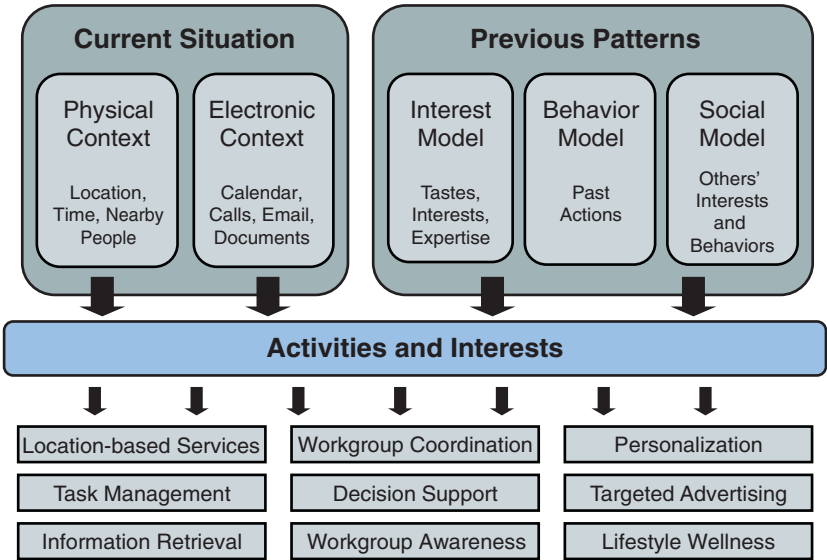 Current Situation
Physical
Context
Location,
Time, Nearby
People
Electronic
Context
Calendar,
Calls, Email,
Documents
Previous Patterns
Interest
Model
Tastes,
Interests,
Expertise
Behavior
Model
Past
Actions
Social
Model
Others'
Interests
and
Behaviors
Activities and Interests
Location-based Services
Task Management
Information Retrieval
Workgroup Coordination
Decision Support
Workgroup Awareness
Personalization
Targeted Advertising
Lifestyle Wellness